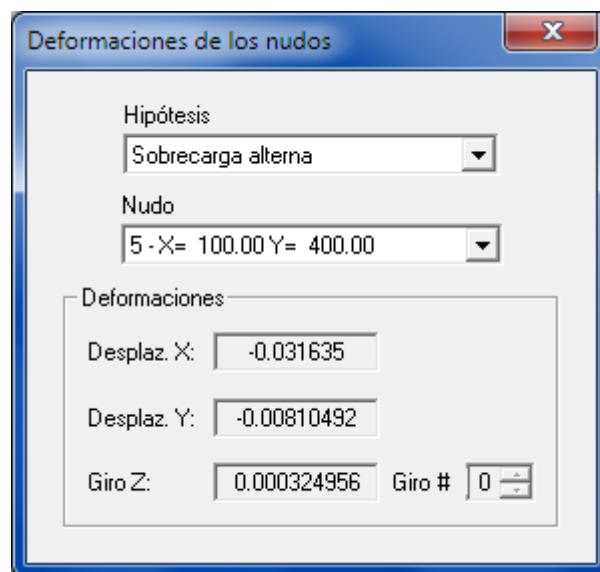 Deformaciones de los nudos
Hipótesis
Sobrecarga alterna
Nudo
5 - X=  100.00 Y=  400.00
Deformaciones
Desplaz. X: -0.031635
Desplaz. Y: -0.00810492
Giro Z: 0.000324956 Giro # 0